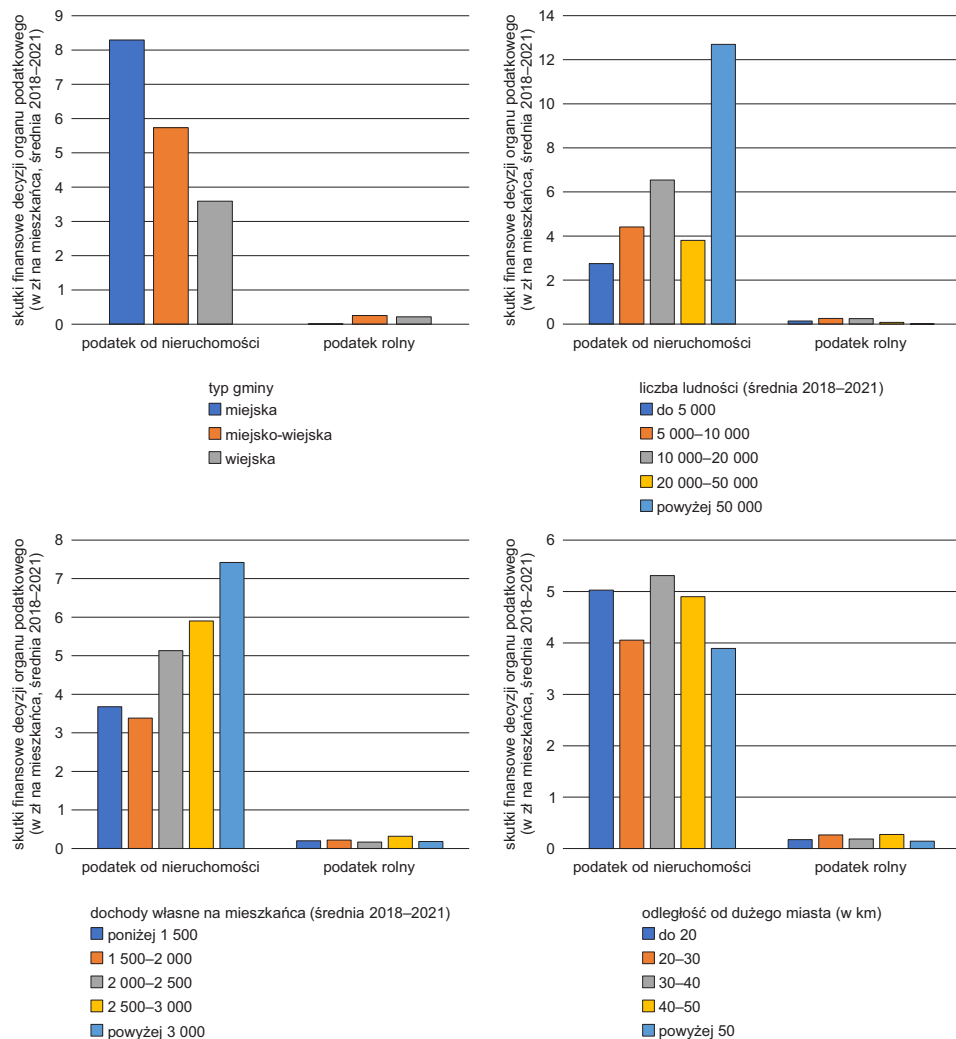 skutki finansowe decyzji organu podatkowego
(w zł na mieszkańca, średnia 2018–2021)
9
8
7
6
5
4
3
2
1
0
podatek od nieruchomości
podatek rolny
typ gminy
miejska
miejsko-wiejska
wiejska
skutki finansowe decyzji organu podatkowego
(w zł na mieszkańca, średnia 2018–2021)
14
12
10
8
6
4
2
0
podatek od nieruchomości
podatek rolny
liczba ludności (średnia 2018–2021)
do 5 000
5 000–10 000
10 000–20 000
20 000–50 000
powyżej 50 000
skutki finansowe decyzji organu podatkowego
(w zł na mieszkańca, średnia 2018–2021)
8
7
6
5
4
3
2
1
0
podatek od nieruchomości
podatek rolny
dochody własne na mieszkańca (średnia 2018–2021)
poniżej 1 500
1 500–2 000
2 000–2 500
2 500–3 000
powyżej 3 000
skutki finansowe decyzji organu podatkowego
(w zł na mieszkańca, średnia 2018–2021)
6
5
4
3
2
1
0
podatek od nieruchomości
podatek rolny
odległość od dużego miasta (w km)
do 20
20–30
30–40
40–50
powyżej 50